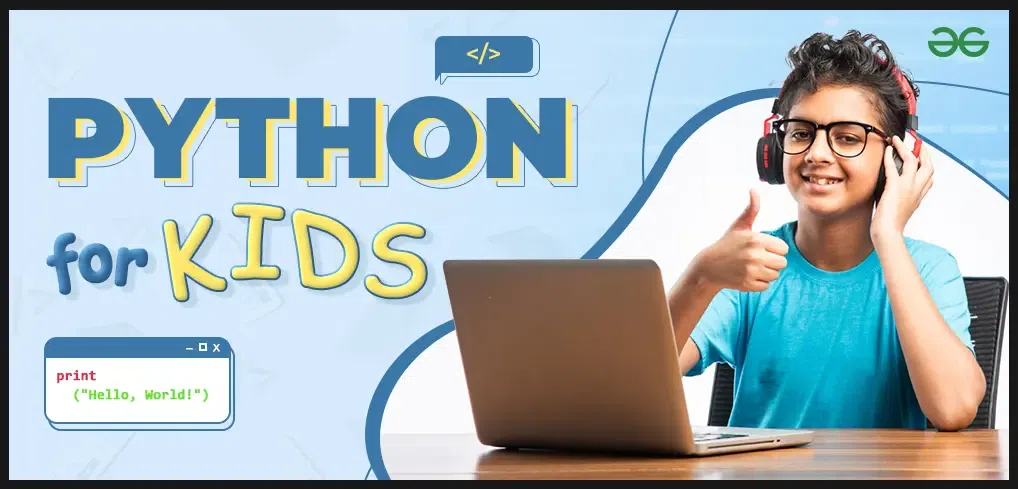 </>
PYTHON
for KIDS
print
("Hello, World!")